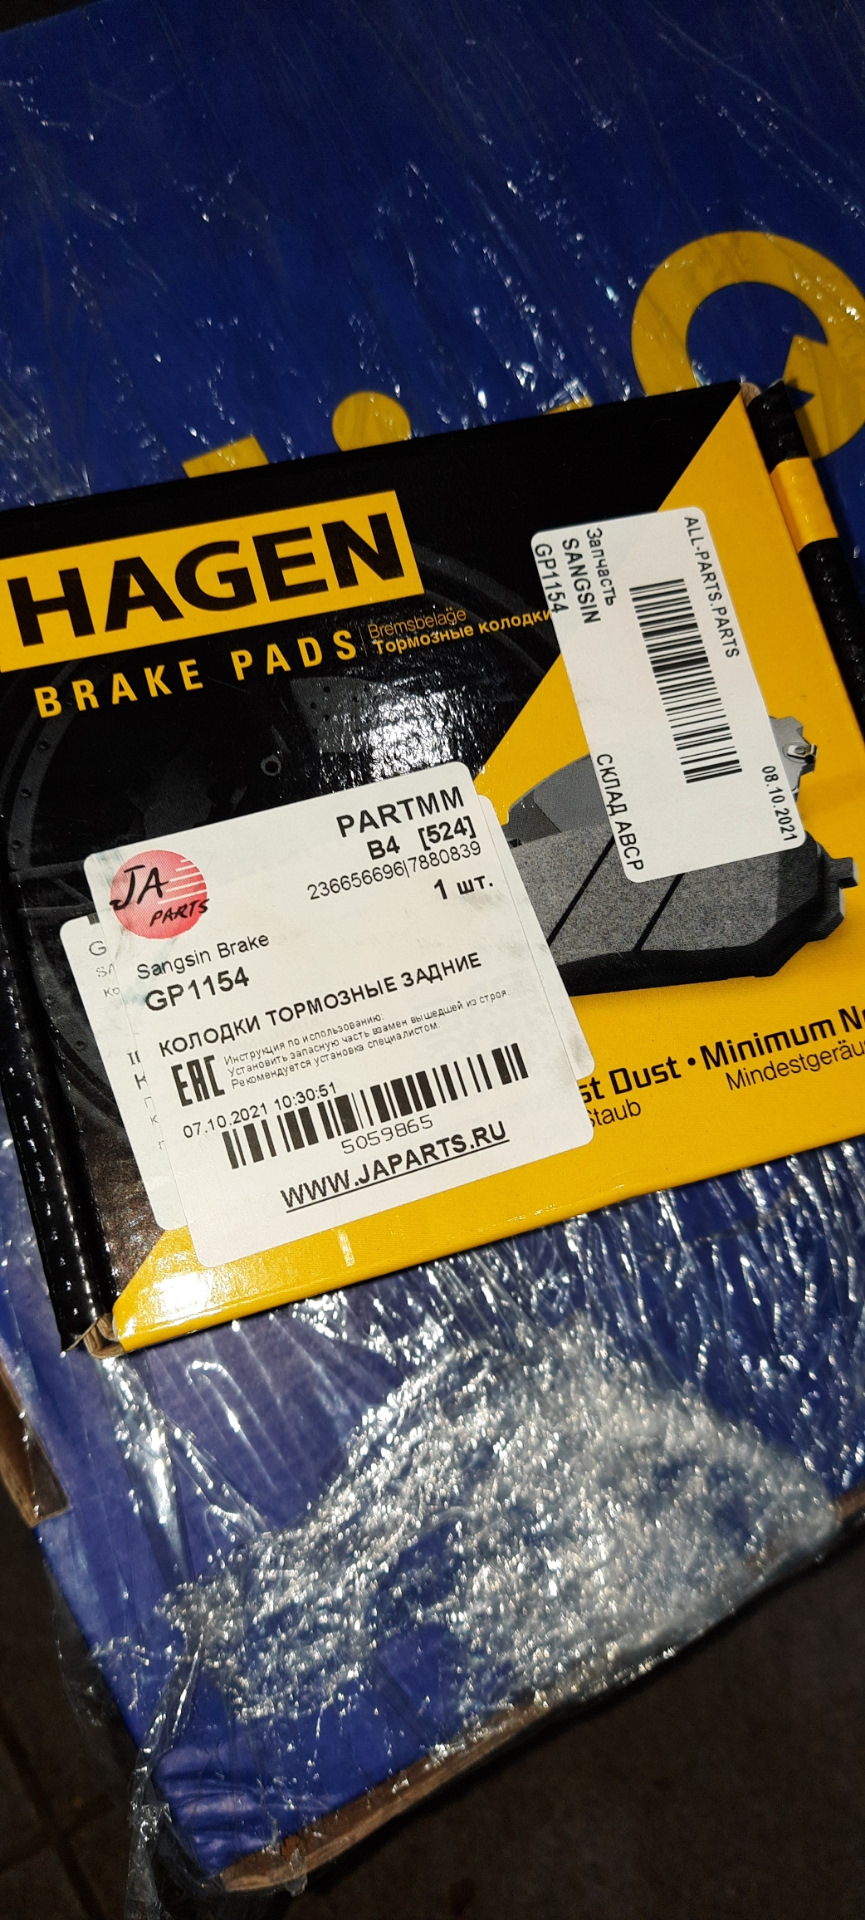 HAGEN
BRAKE PADS
Bremsbeläge
Тормозные колодки
ALL-PARTS.PARTS
Запчасть
SANGSIN
GP1154
08.10.2021
СКЛАД АВСР
PARTMM
B4 [524]
236656696|7880839
1 шт.
JA
PARTS
Sangsin Brake
GP1154
КОЛОДКИ ТОРМОЗНЫЕ ЗАДНИЕ
Инструкция по использованию:
Установить запасную часть взамен вышедшей из строя.
Рекомендуется установка специалистом.
EAC
07.10.2021 10:30:51
5059865
WWW.JAPARTS.RU
st Dust • Minimum N
Staub
Mindestgeräu